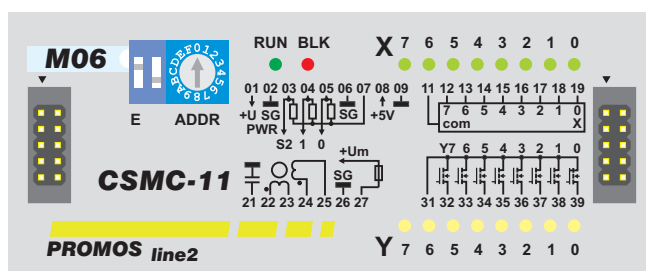 M06
E ADDR
0123456789ABCDEF
RUN BLK
X 7 6 5 4 3 2 1 0
01 02 03 04 05 06 07 08 09
+U SG SG +5V
PWR
S2 1 0
11 12 13 14 15 16 17 18 19
7 6 5 4 3 2 1 0
com X
CSMC-11
+Um
SG
21 22 23 24 25 26 27
Y7 6 5 4 3 2 1 0
31 32 33 34 35 36 37 38 39
PROMOS line2
Y 7 6 5 4 3 2 1 0